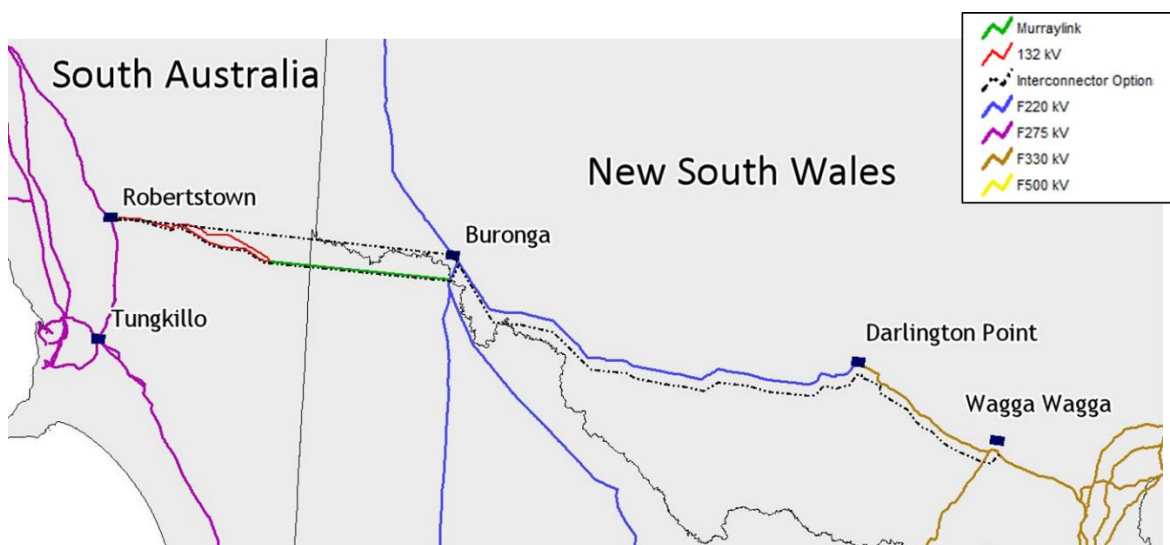 South Australia
New South Wales
Robertstown
Buronga
Tungkillo
Darlington Point
Wagga Wagga
Murraylink
132 kV
Interconnector Option
F220 kV
F275 kV
F330 kV
F500 kV